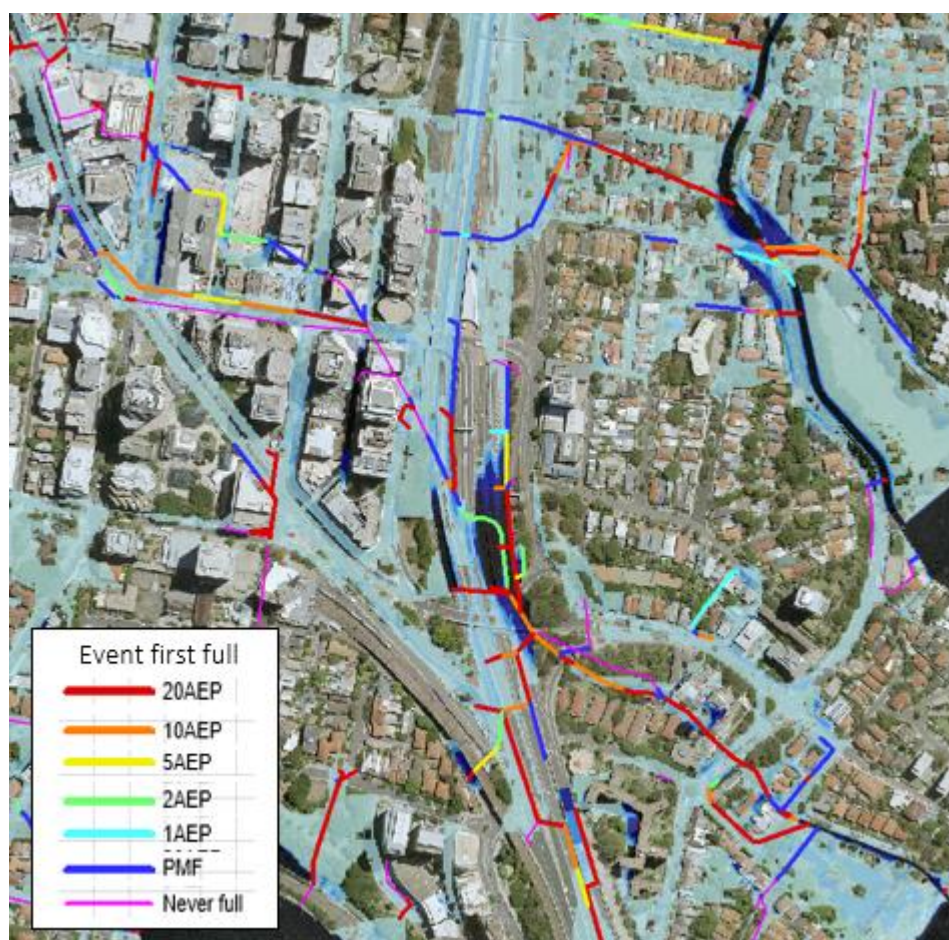 Event first full
20AEP
10AEP
5AEP
2AEP
1AEP
PMF
Never full